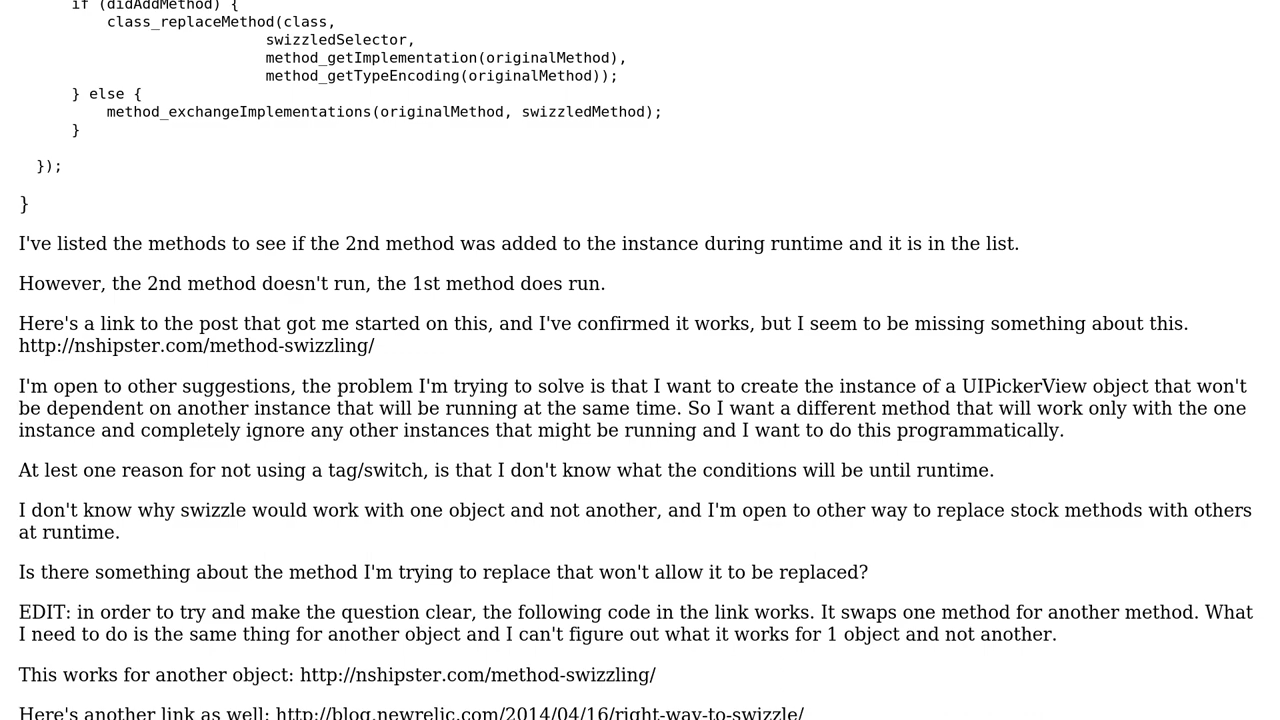 if (didAddMethod) {
class_replaceMethod(class,
swizzledSelector,
method_getImplementation(originalMethod),
method_getTypeEncoding(originalMethod));
} else {
method_exchangeImplementations(originalMethod, swizzledMethod);
}
});
}
I've listed the methods to see if the 2nd method was added to the instance during runtime and it is in the list.
However, the 2nd method doesn't run, the 1st method does run.
Here's a link to the post that got me started on this, and I've confirmed it works, but I seem to be missing something about this.
http://nshipster.com/method-swizzling/
I'm open to other suggestions, the problem I'm trying to solve is that I want to create the instance of a UIPickerView object that won't
be dependent on another instance that will be running at the same time. So I want a different method that will work only with the one
instance and completely ignore any other instances that might be running and I want to do this programmatically.
At lest one reason for not using a tag/switch, is that I don't know what the conditions will be until runtime.
I don't know why swizzle would work with one object and not another, and I'm open to other way to replace stock methods with others
at runtime.
Is there something about the method I'm trying to replace that won't allow it to be replaced?
EDIT: in order to try and make the question clear, the following code in the link works. It swaps one method for another method. What
I need to do is the same thing for another object and I can't figure out what it works for 1 object and not another.
This works for another object: http://nshipster.com/method-swizzling/
Here's another link as well: http://blog.newrelic.com/2014/04/16/right-way-to-swizzle/